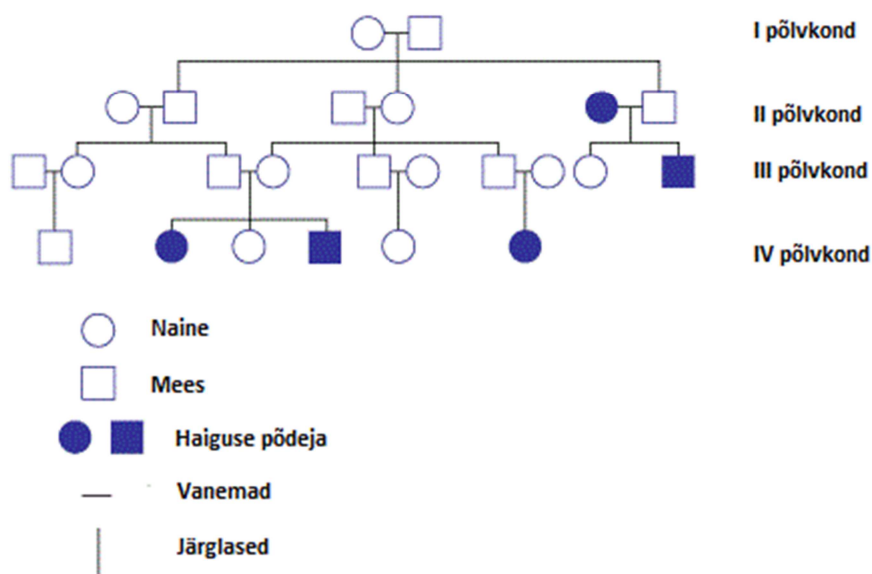 I põlvkond
II põlvkond
III põlvkond
IV põlvkond
Naine
Mees
Haiguse põdeja
Vanemad
Järglased